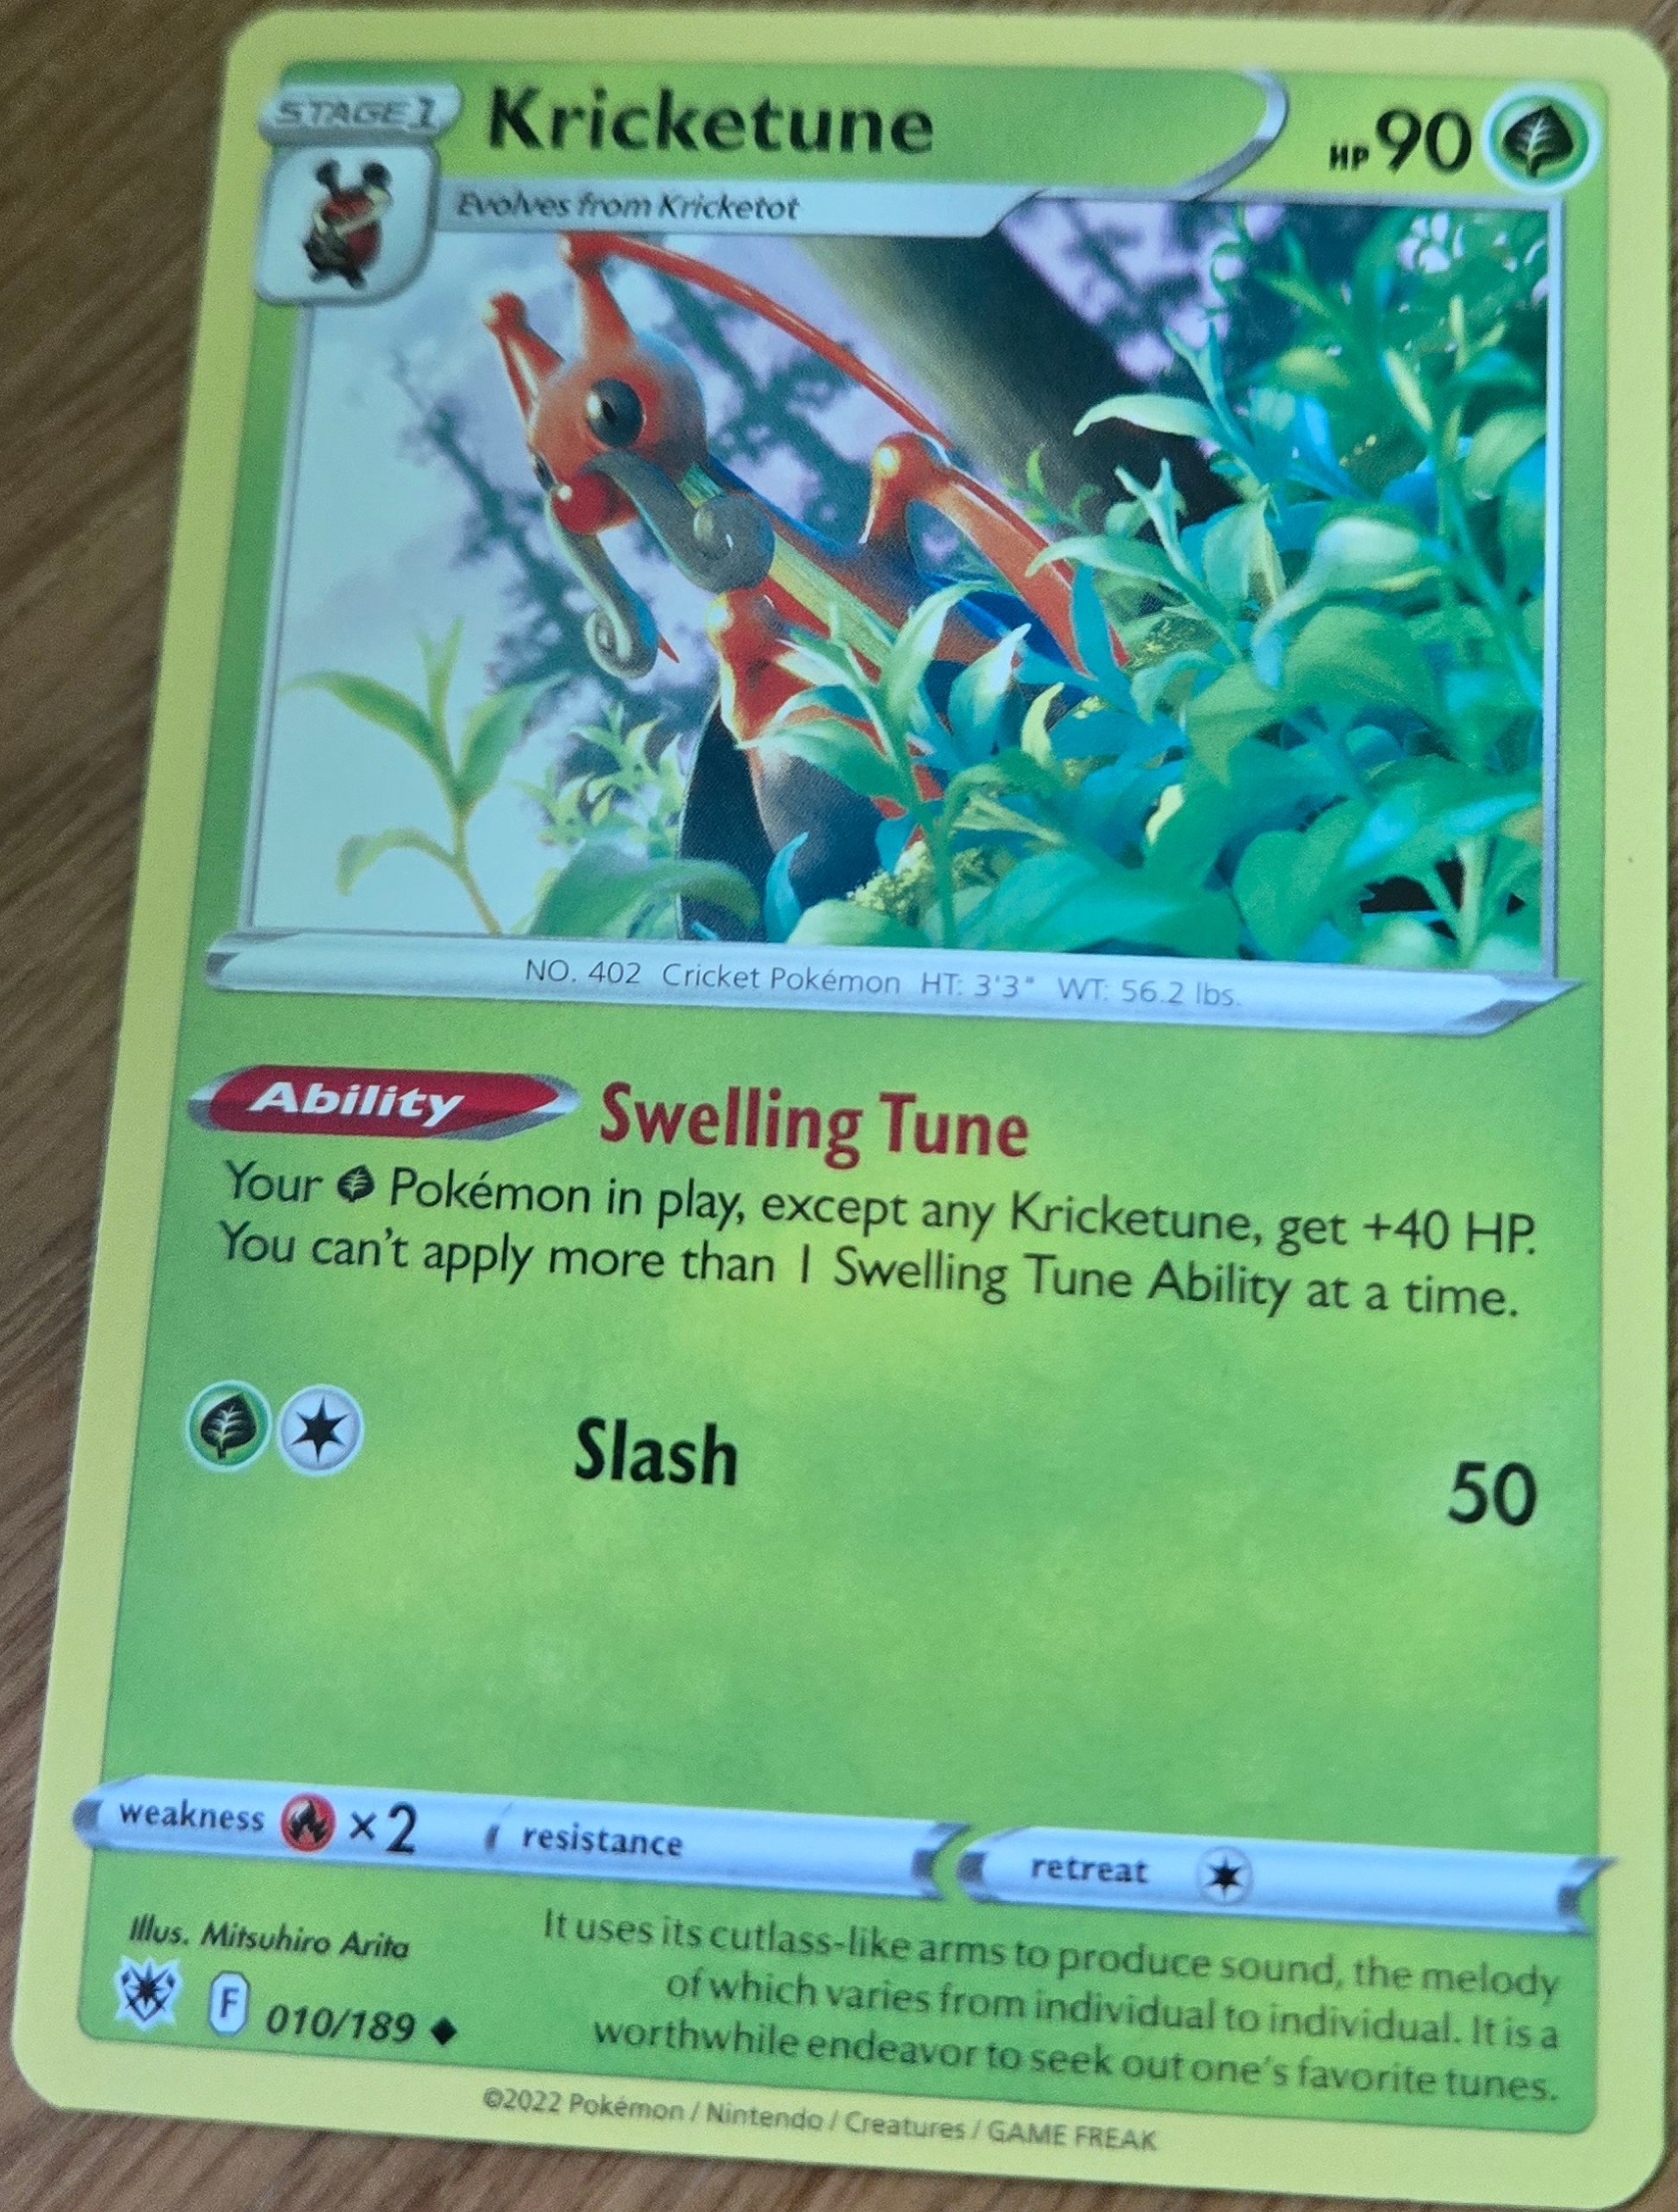 STAGE 1
Kricketune
HP 90
Evolves from Kricketot
NO. 402 Cricket Pokémon HT: 3'3" WT: 56.2 lbs.
Ability Swelling Tune
Your Pokémon in play, except any Kricketune, get +40 HP.
You can't apply more than 1 Swelling Tune Ability at a time.
Slash 50
weakness ×2 resistance retreat
Illus. Mitsuhiro Arita
F 010/189
It uses its cutlass-like arms to produce sound, the melody
of which varies from individual to individual. It is a
worthwhile endeavor to seek out one's favorite tunes.
©2022 Pokémon / Nintendo / Creatures / GAME FREAK